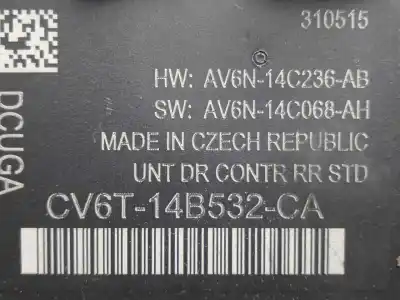 310515
HW: AV6N-14C236-AB
SW: AV6N-14C068-AH
MADE IN CZECH REPUBLIC
UNT DR CONTR RR STD
CV6T-14B532-CA
DCUGA